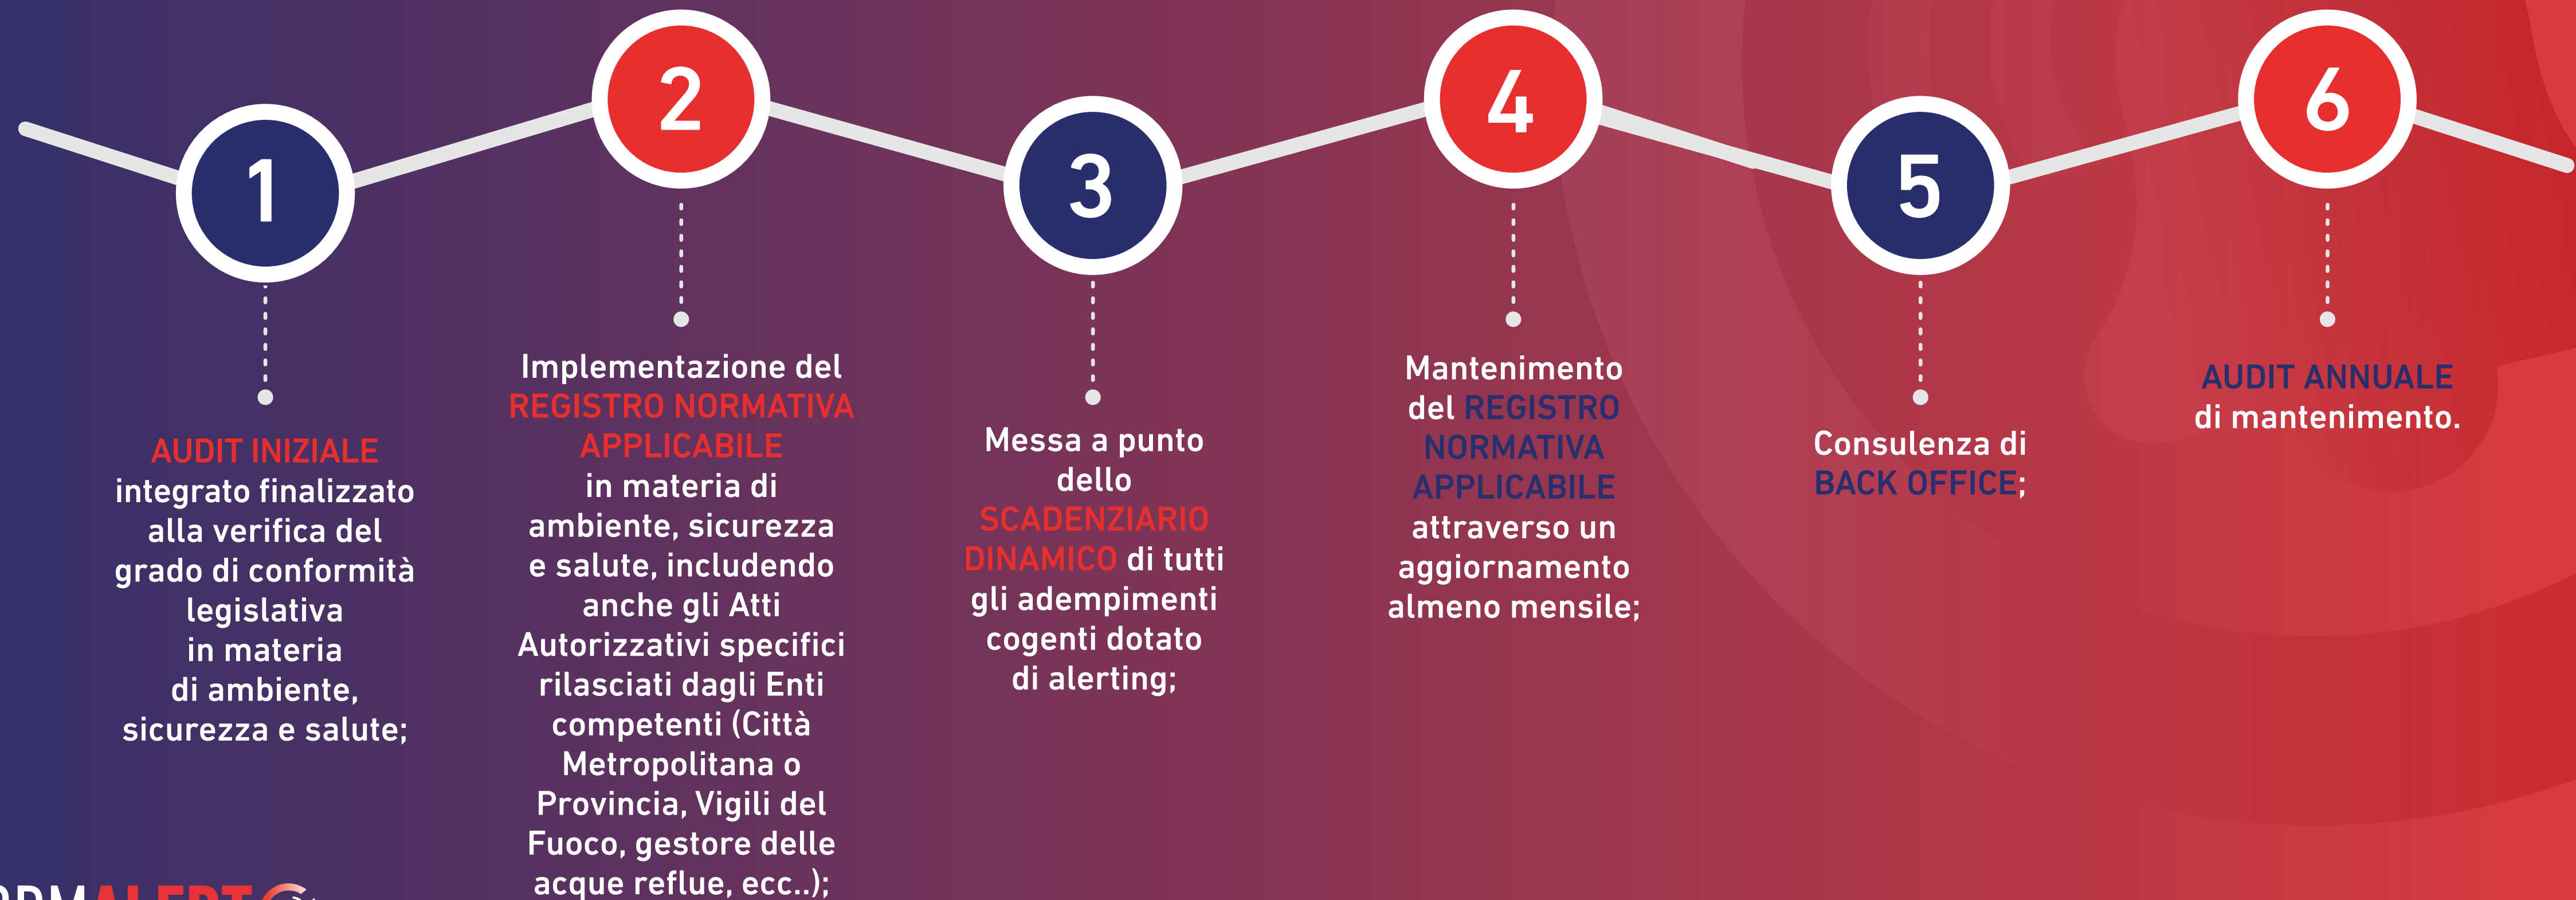 1
AUDIT INIZIALE
integrato finalizzato
alla verifica del
grado di conformità
legislativa
in materia
di ambiente,
sicurezza e salute;
2
Implementazione del
REGISTRO NORMATIVA
APPLICABILE
in materia di
ambiente, sicurezza
e salute, includendo
anche gli Atti
Autorizzativi specifici
rilasciati dagli Enti
competenti (Città
Metropolitana o
Provincia, Vigili del
Fuoco, gestore delle
acque reflue, ecc..);
3
Messa a punto
dello
SCADENZIARIO
DINAMICO di tutti
gli adempimenti
cogenti dotato
di alerting;
4
Mantenimento
del REGISTRO
NORMATIVA
APPLICABILE
attraverso un
aggiornamento
almeno mensile;
5
Consulenza di
BACK OFFICE;
6
AUDIT ANNUALE
di mantenimento.